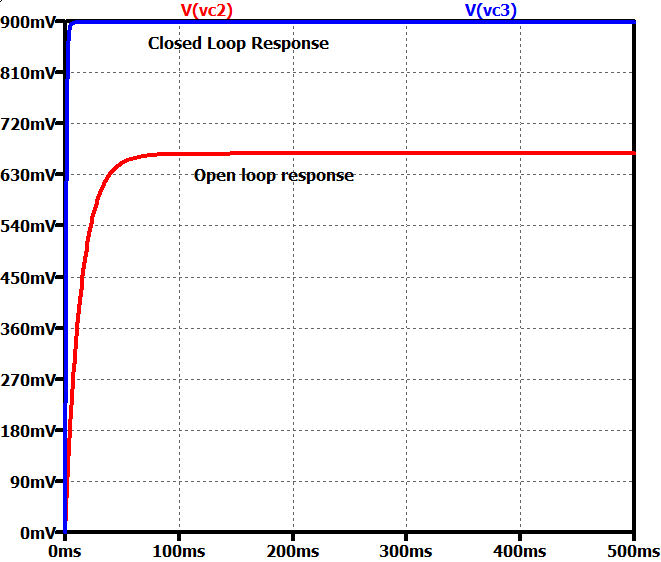 V(vc2) V(vc3)
900mV
Closed Loop Response
810mV
720mV
630mV
Open loop response
540mV
450mV
360mV
270mV
180mV
90mV
0mV
0ms 100ms 200ms 300ms 400ms 500ms